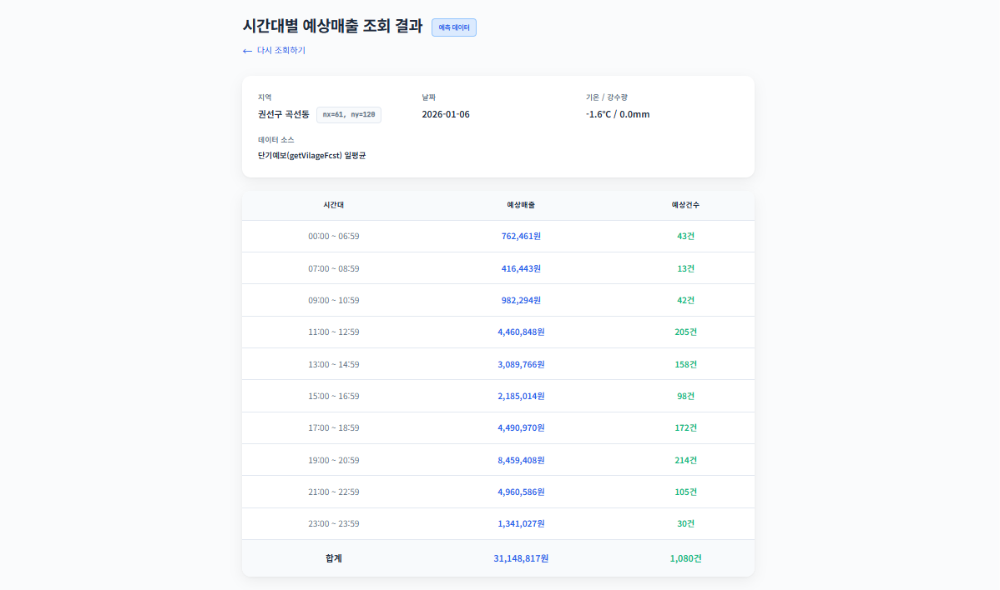 시간대별 예상매출 조회 결과 예측 데이터
← 다시 조회하기
지역 날짜 기온 / 강수량
권선구 곡선동 nx=61, ny=120 2026-01-06 -1.6℃ / 0.0mm
데이터 소스
단기예보(getVilageFcst) 일평균
시간대 예상매출 예상건수
00:00 ~ 06:59 762,461원 43건
07:00 ~ 08:59 416,443원 13건
09:00 ~ 10:59 982,294원 42건
11:00 ~ 12:59 4,460,848원 205건
13:00 ~ 14:59 3,089,766원 158건
15:00 ~ 16:59 2,185,014원 98건
17:00 ~ 18:59 4,490,970원 172건
19:00 ~ 20:59 8,459,408원 214건
21:00 ~ 22:59 4,960,586원 105건
23:00 ~ 23:59 1,341,027원 30건
합계 31,148,817원 1,080건